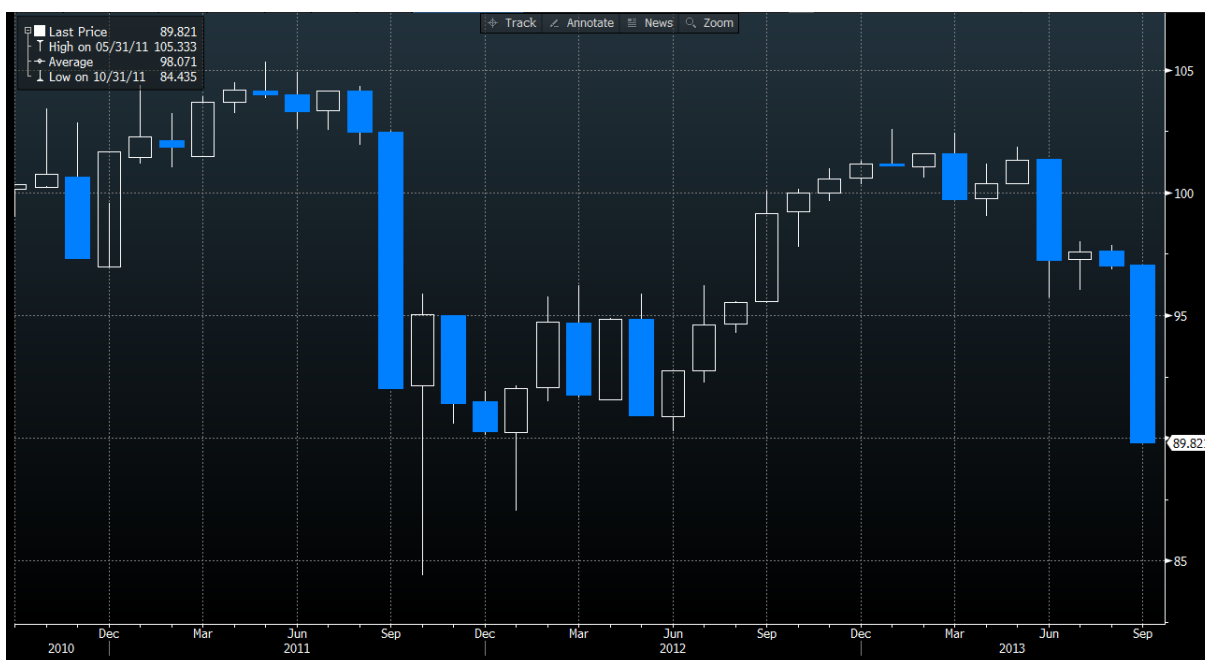 Track Annotate News Zoom
Last Price 89.821
High on 05/31/11 105.333
Average 98.071
Low on 10/31/11 84.435
105
100
95
89.821
85
Dec Mar Jun Sep Dec Mar Jun Sep Dec Mar Jun Sep
2010 2011 2012 2013